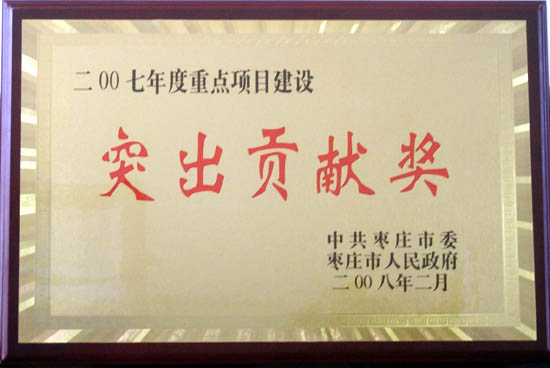 二00七年度重点项目建设
突出贡献奖
中共枣庄市委
枣庄市人民政府
二00八年二月